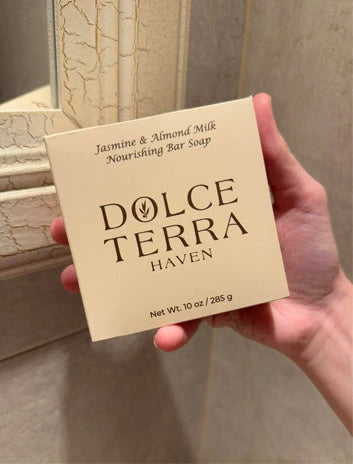 Jasmine & Almond Milk
Nourishing Bar Soap
DOLCE
TERRA
HAVEN
Net Wt. 10 oz / 285 g